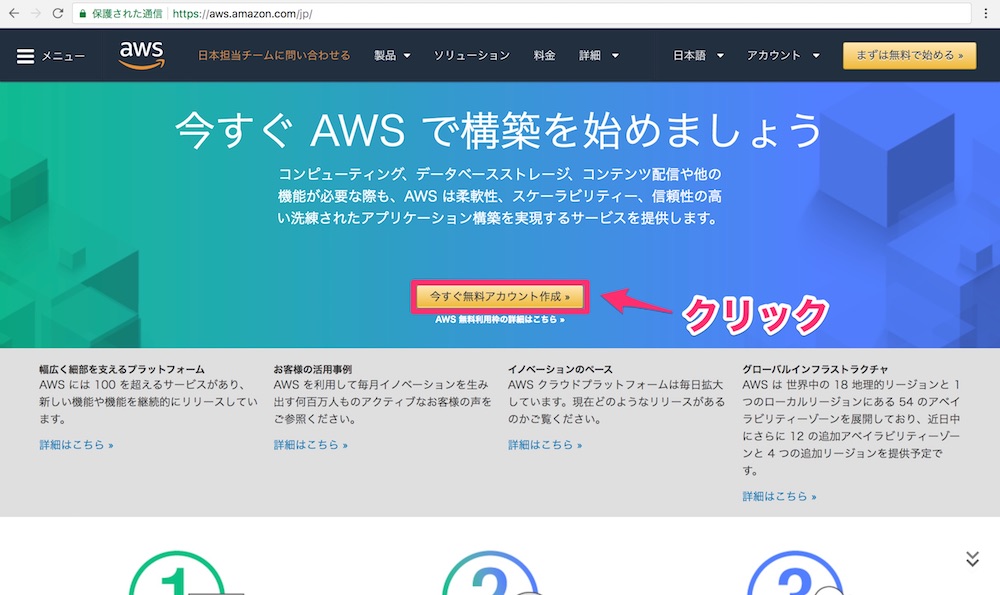 保護された通信 https://aws.amazon.com/jp/
メニュー
aws
日本担当チームに問い合わせる
製品
ソリューション
料金
詳細
日本語
アカウント
まずは無料で始める »
今すぐ AWS で構築を始めましょう
コンピューティング、データベースストレージ、コンテンツ配信や他の
機能が必要な際も、AWS は柔軟性、スケーラビリティー、信頼性の高
い洗練されたアプリケーション構築を実現するサービスを提供します。
今すぐ無料アカウント作成 »
クリック
AWS 無料利用枠の詳細はこちら »
幅広く細部を支えるプラットフォーム
AWS には 100 を超えるサービスがあり、
新しい機能や機能を継続的にリリースしてい
ます。
詳細はこちら »
お客様の活用事例
AWS を利用して毎月イノベーションを生み
出す何百万人ものアクティブなお客様の声を
ご参照ください。
詳細はこちら »
イノベーションのペース
AWS クラウドプラットフォームは毎日拡大
しています。現在どのようなリリースがある
のかご覧ください。
詳細はこちら »
グローバルインフラストラクチャ
AWS は 世界中の 18 地理的リージョンと 1
つのローカルリージョンにある 54 のアベイ
ラビリティーゾーンを展開しており、近日中
にさらに 12 の追加アベイラビリティーゾー
ンと 4 つの追加リージョンを提供予定で
す。
詳細はこちら »
1
2
3